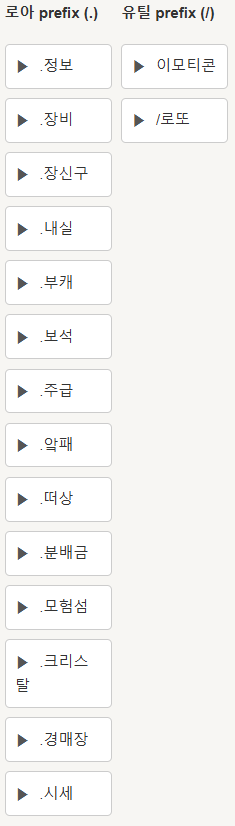 로아 prefix (.)
유틸 prefix (/)
▶ .정보
▶ .장비
▶ .장신구
▶ .내실
▶ .부캐
▶ .보석
▶ .주급
▶ .앜패
▶ .떠상
▶ .분배금
▶ .모험섬
▶ .크리스
탈
▶ .경매장
▶ .시세
▶ 이모티콘
▶ /로또